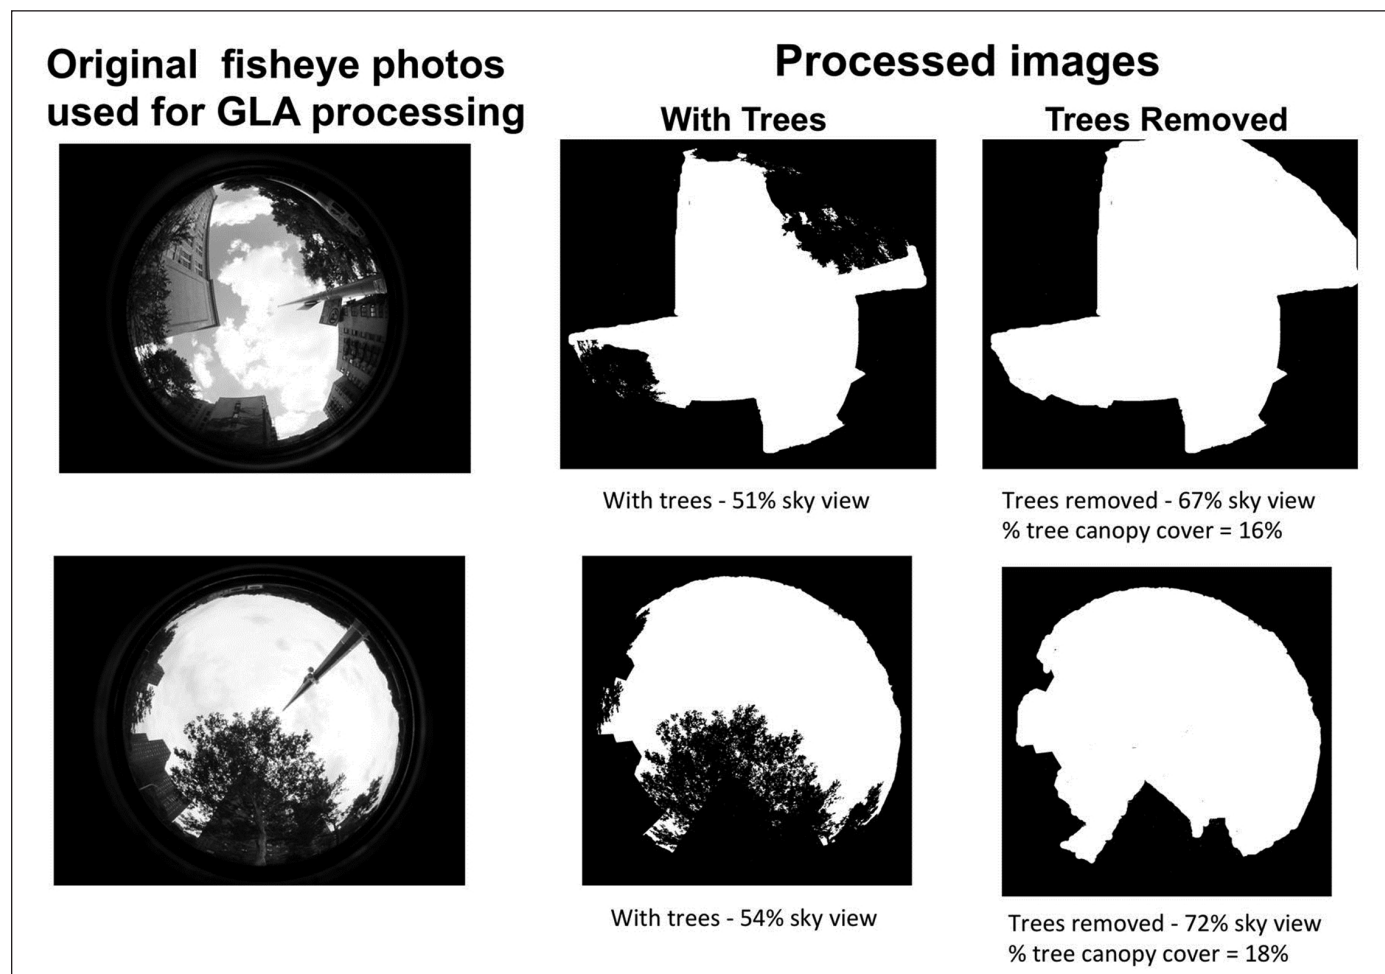 Original fisheye photos
used for GLA processing
Processed images
With Trees
Trees Removed
With trees - 51% sky view
Trees removed - 67% sky view
% tree canopy cover = 16%
With trees - 54% sky view
Trees removed - 72% sky view
% tree canopy cover = 18%